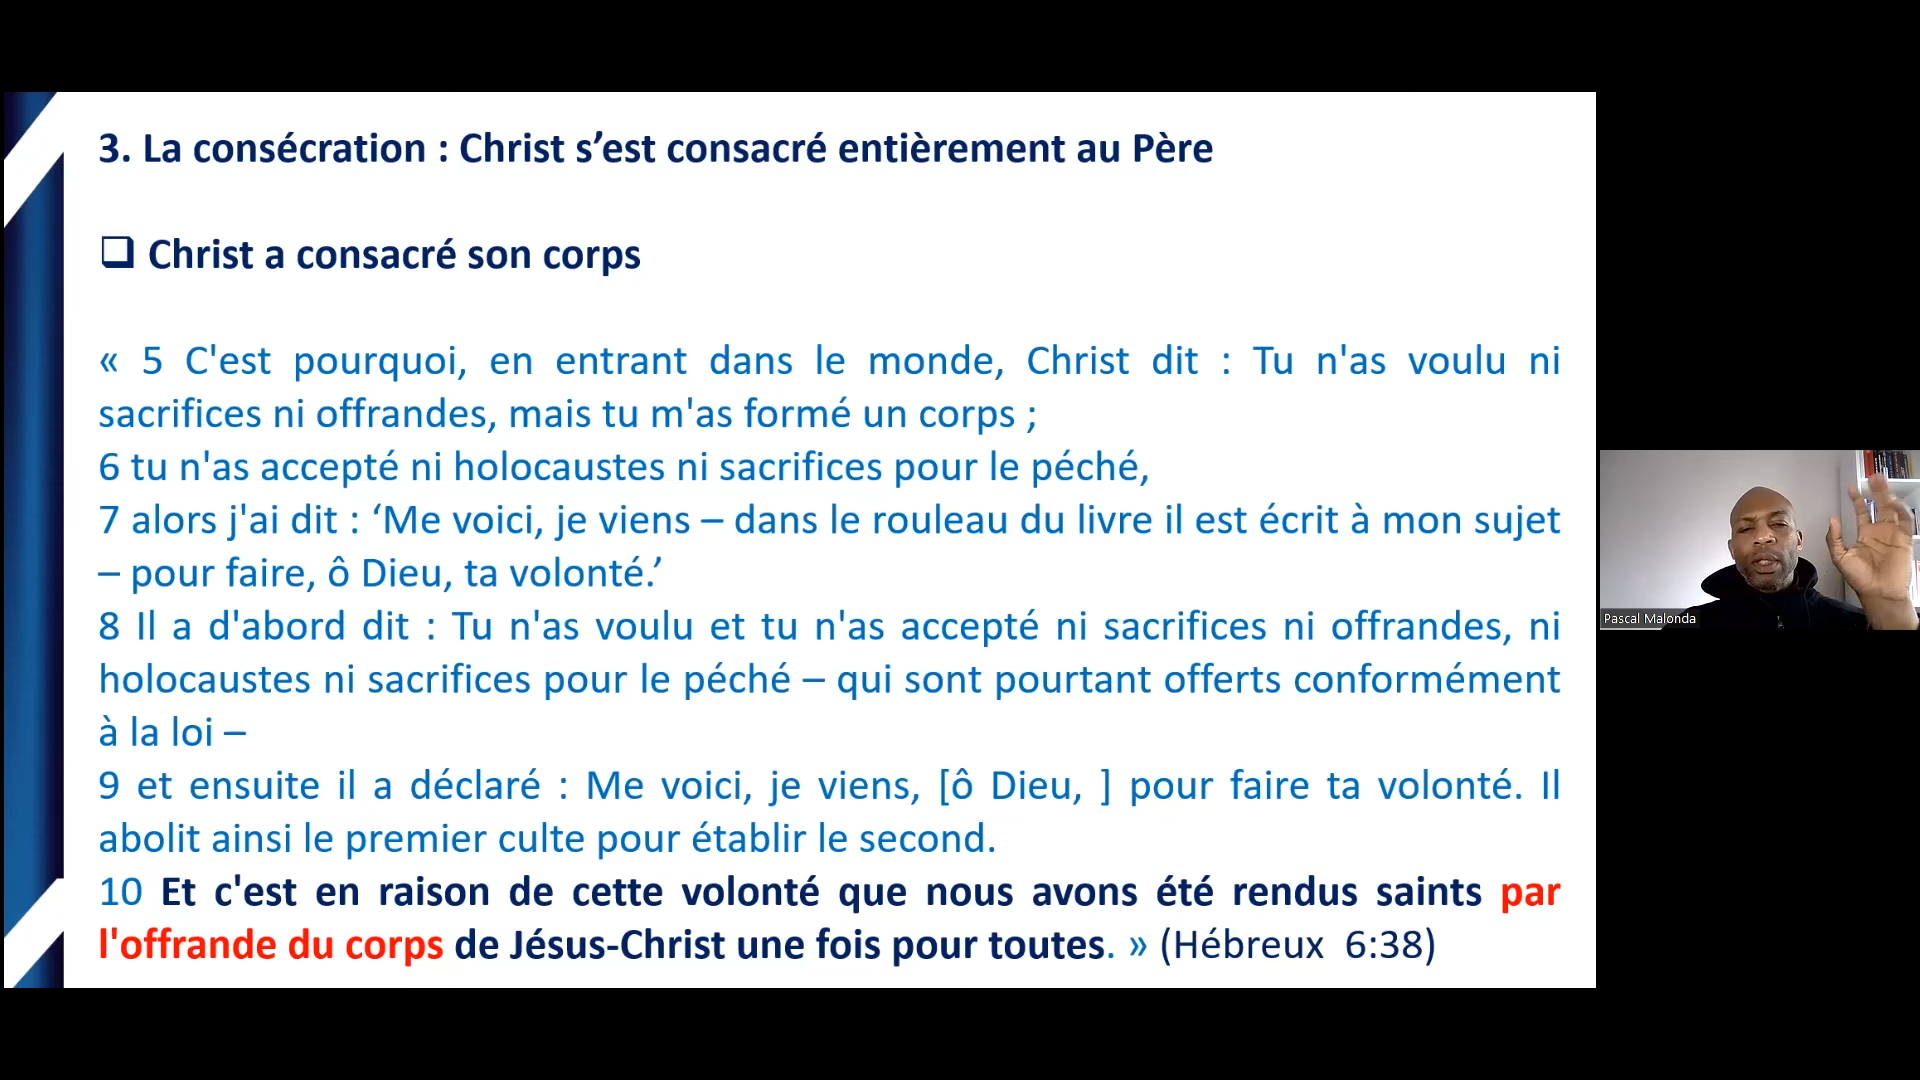 3. La consécration : Christ s’est consacré entièrement au Père
❑ Christ a consacré son corps
« 5 C'est pourquoi, en entrant dans le monde, Christ dit : Tu n'as voulu ni
sacrifices ni offrandes, mais tu m'as formé un corps ;
6 tu n'as accepté ni holocaustes ni sacrifices pour le péché,
7 alors j'ai dit : ‘Me voici, je viens – dans le rouleau du livre il est écrit à mon sujet
– pour faire, ô Dieu, ta volonté.’
8 Il a d'abord dit : Tu n'as voulu et tu n'as accepté ni sacrifices ni offrandes, ni
holocaustes ni sacrifices pour le péché – qui sont pourtant offerts conformément
à la loi –
9 et ensuite il a déclaré : Me voici, je viens, [ô Dieu, ] pour faire ta volonté. Il
abolit ainsi le premier culte pour établir le second.
10 Et c'est en raison de cette volonté que nous avons été rendus saints par
l'offrande du corps de Jésus-Christ une fois pour toutes. » (Hébreux 6:38)
Pascal Malonda